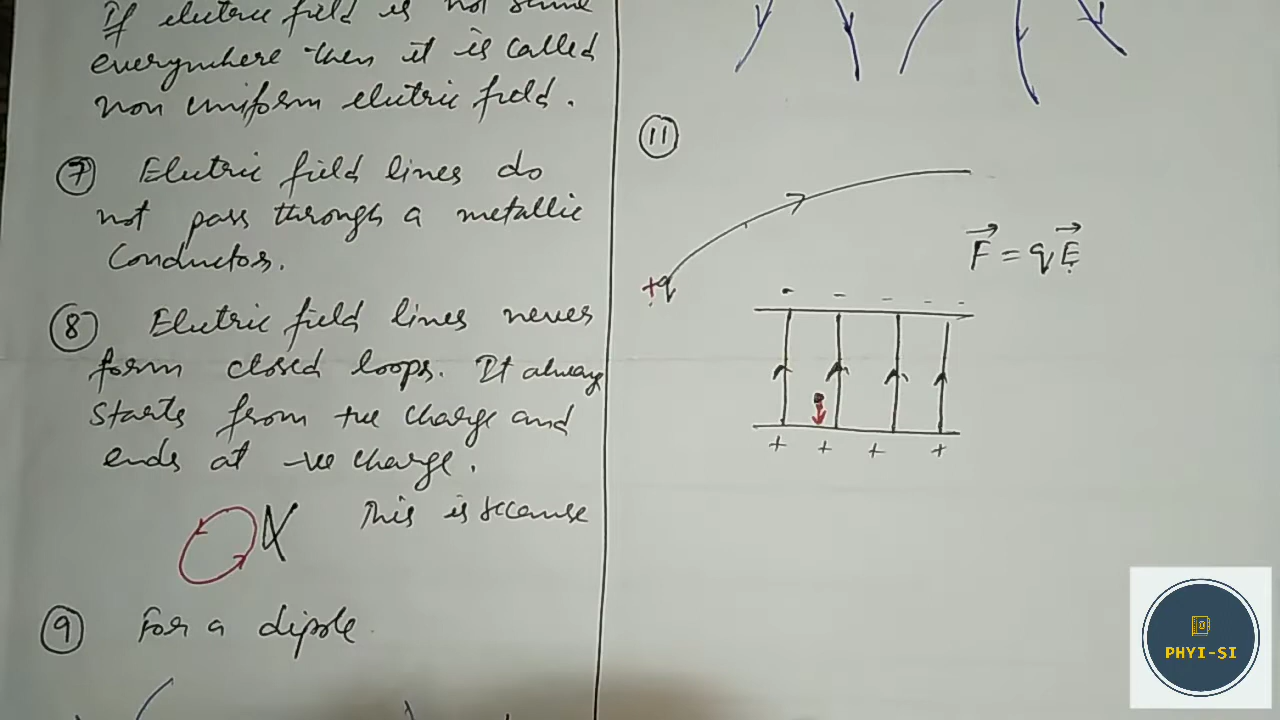 If electric field is not same
everywhere then it is called
non uniform electric field.
⑦ Electric field lines do
not pass through a metallic
conductor.
⑧ Electric field lines never
form closed loops. It always
starts from +ve charge and
ends at -ve charge.
This is because
⑨ For a dipole
⑪
+q
F⃗ = qE⃗
- - - - -
+ + + +
PHYI-SI